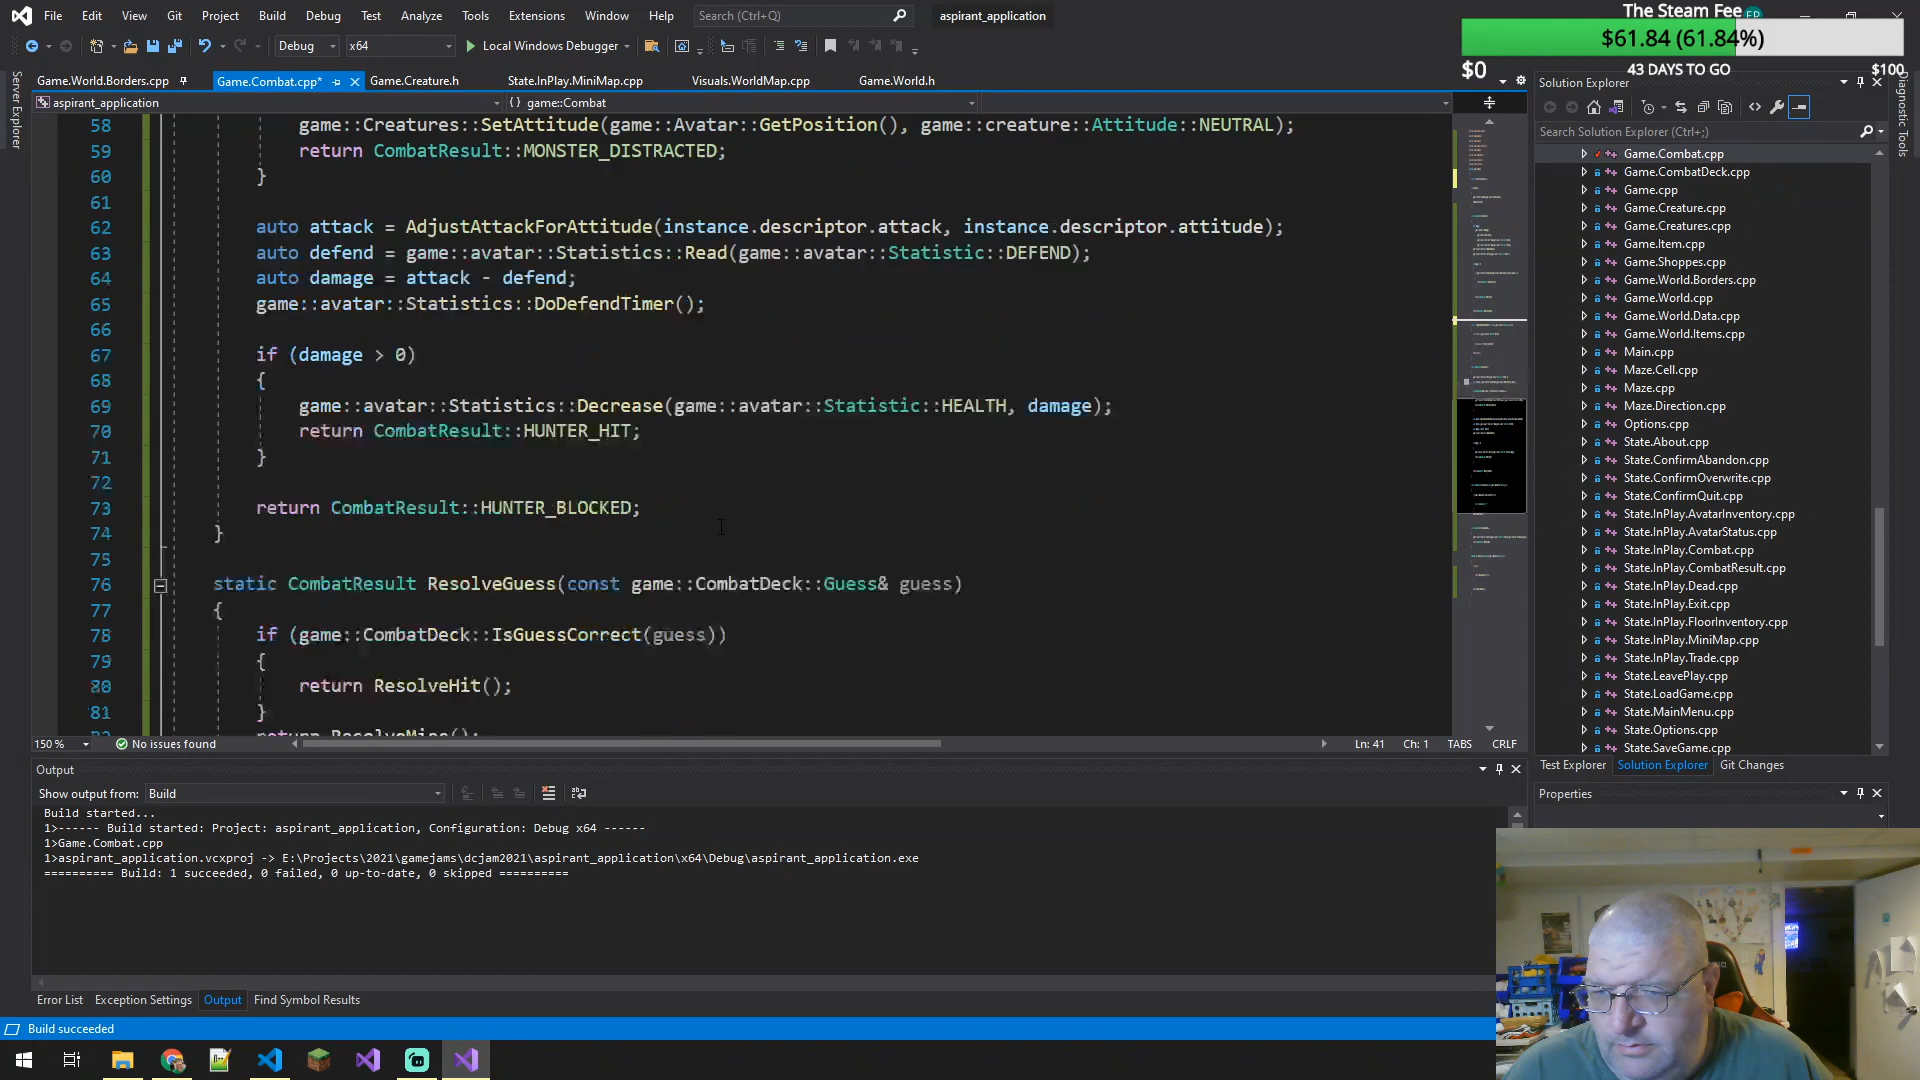 File Edit View Git Project Build Debug Test Analyze Tools Extensions Window Help Search (Ctrl+Q) aspirant_application
The Steam Fee
$61.84 (61.84%)
$0 43 DAYS TO GO $100
Debug x64 Local Windows Debugger
Server Explorer
Game.World.Borders.cpp Game.Combat.cpp* Game.Creature.h State.InPlay.MiniMap.cpp Visuals.WorldMap.cpp Game.World.h
aspirant_application {} game::Combat
58 game::Creatures::SetAttitude(game::Avatar::GetPosition(), game::creature::Attitude::NEUTRAL);
59 return CombatResult::MONSTER_DISTRACTED;
60 }
61
62 auto attack = AdjustAttackForAttitude(instance.descriptor.attack, instance.descriptor.attitude);
63 auto defend = game::avatar::Statistics::Read(game::avatar::Statistic::DEFEND);
64 auto damage = attack - defend;
65 game::avatar::Statistics::DoDefendTimer();
66
67 if (damage > 0)
68 {
69 game::avatar::Statistics::Decrease(game::avatar::Statistic::HEALTH, damage);
70 return CombatResult::HUNTER_HIT;
71 }
72
73 return CombatResult::HUNTER_BLOCKED;
74 }
75
76 static CombatResult ResolveGuess(const game::CombatDeck::Guess& guess)
77 {
78 if (game::CombatDeck::IsGuessCorrect(guess))
79 {
80 return ResolveHit();
81 }
return ResolveMiss();
150 % No issues found Ln: 41 Ch: 1 TABS CRLF
Output
Show output from: Build
Build started...
1>------ Build started: Project: aspirant_application, Configuration: Debug x64 ------
1>Game.Combat.cpp
1>aspirant_application.vcxproj -> E:\Projects\2021\gamejams\dcjam2021\aspirant_application\x64\Debug\aspirant_application.exe
========== Build: 1 succeeded, 0 failed, 0 up-to-date, 0 skipped ==========
Error List Exception Settings Output Find Symbol Results
Build succeeded
Solution Explorer
Search Solution Explorer (Ctrl+;)
Game.Combat.cpp
Game.CombatDeck.cpp
Game.cpp
Game.Creature.cpp
Game.Creatures.cpp
Game.Item.cpp
Game.Shoppes.cpp
Game.World.Borders.cpp
Game.World.cpp
Game.World.Data.cpp
Game.World.Items.cpp
Main.cpp
Maze.Cell.cpp
Maze.cpp
Maze.Direction.cpp
Options.cpp
State.About.cpp
State.ConfirmAbandon.cpp
State.ConfirmOverwrite.cpp
State.ConfirmQuit.cpp
State.InPlay.AvatarInventory.cpp
State.InPlay.AvatarStatus.cpp
State.InPlay.Combat.cpp
State.InPlay.CombatResult.cpp
State.InPlay.Dead.cpp
State.InPlay.Exit.cpp
State.InPlay.FloorInventory.cpp
State.InPlay.MiniMap.cpp
State.InPlay.Trade.cpp
State.LeavePlay.cpp
State.LoadGame.cpp
State.MainMenu.cpp
State.Options.cpp
State.SaveGame.cpp
Test Explorer Solution Explorer Git Changes
Properties
Diagnostic Tools